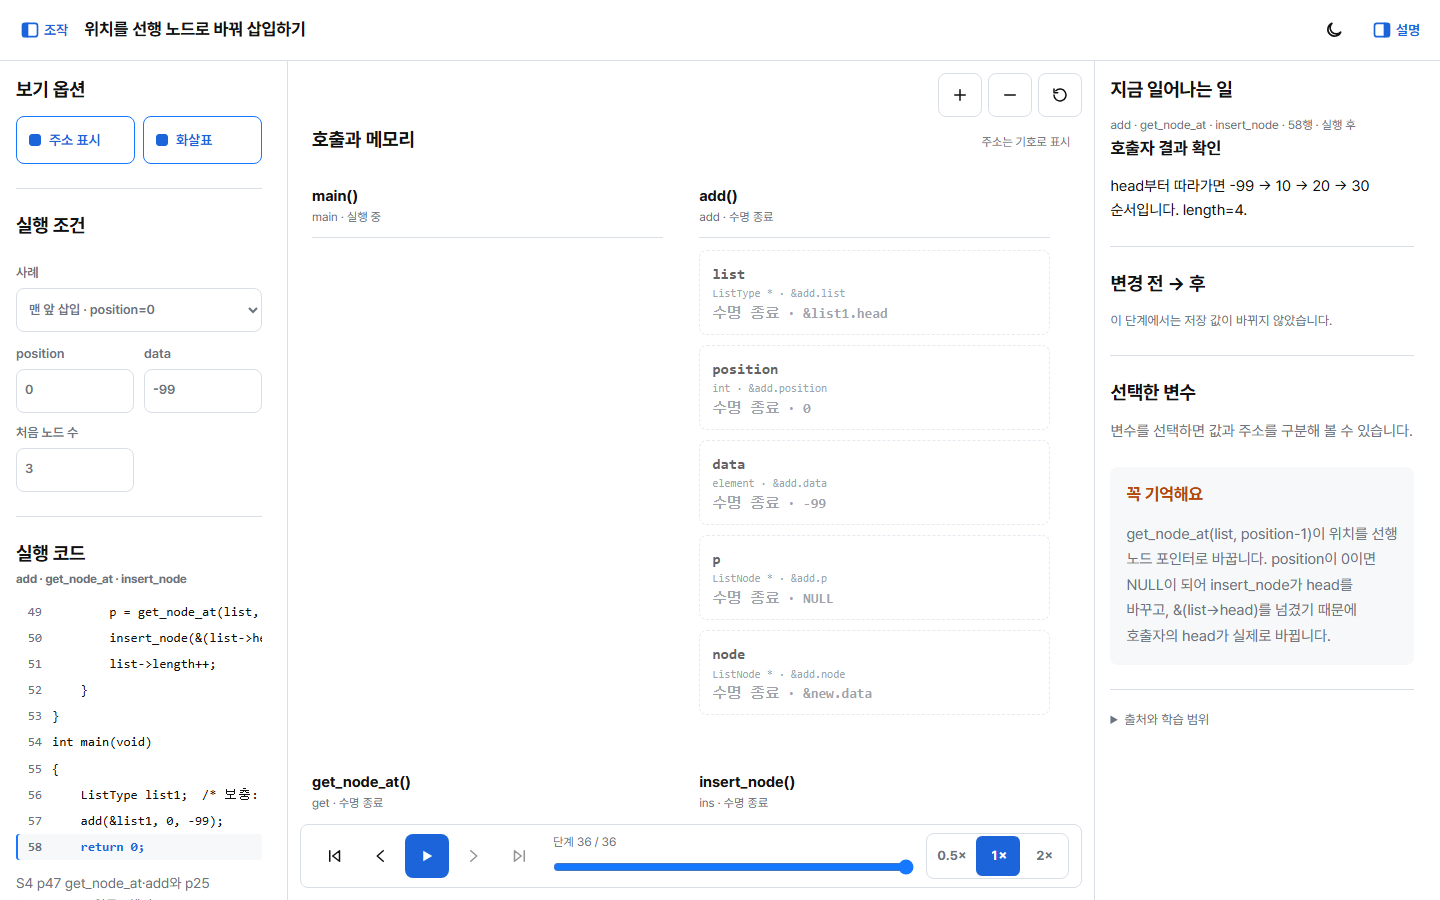 조작
위치를 선행 노드로 바꿔 삽입하기
설명
보기 옵션
주소 표시
화살표
실행 조건
사례
맨 앞 삽입 · position=0
position
data
0
-99
처음 노드 수
3
실행 코드
add · get_node_at · insert_node
49 p = get_node_at(list,
50 insert_node(&(list->he
51 list->length++;
52 }
53 }
54 int main(void)
55 {
56 ListType list1; /* 보충:
57 add(&list1, 0, -99);
58 return 0;
S4 p47 get_node_at·add와 p25
호출과 메모리
주소는 기호로 표시
main()
main · 실행 중
add()
add · 수명 종료
list
ListType * · &add.list
수명 종료 · &list1.head
position
int · &add.position
수명 종료 · 0
data
element · &add.data
수명 종료 · -99
p
ListNode * · &add.p
수명 종료 · NULL
node
ListNode * · &add.node
수명 종료 · &new.data
get_node_at()
get · 수명 종료
insert_node()
ins · 수명 종료
단계 36 / 36
0.5×
1×
2×
지금 일어나는 일
add · get_node_at · insert_node · 58행 · 실행 후
호출자 결과 확인
head부터 따라가면 -99 → 10 → 20 → 30
순서입니다. length=4.
변경 전 → 후
이 단계에서는 저장 값이 바뀌지 않았습니다.
선택한 변수
변수를 선택하면 값과 주소를 구분해 볼 수 있습니다.
꼭 기억해요
get_node_at(list, position-1)이 위치를 선행
노드 포인터로 바꿉니다. position이 0이면
NULL이 되어 insert_node가 head를
바꾸고, &(list->head)를 넘겼기 때문에
호출자의 head가 실제로 바뀝니다.
출처와 학습 범위